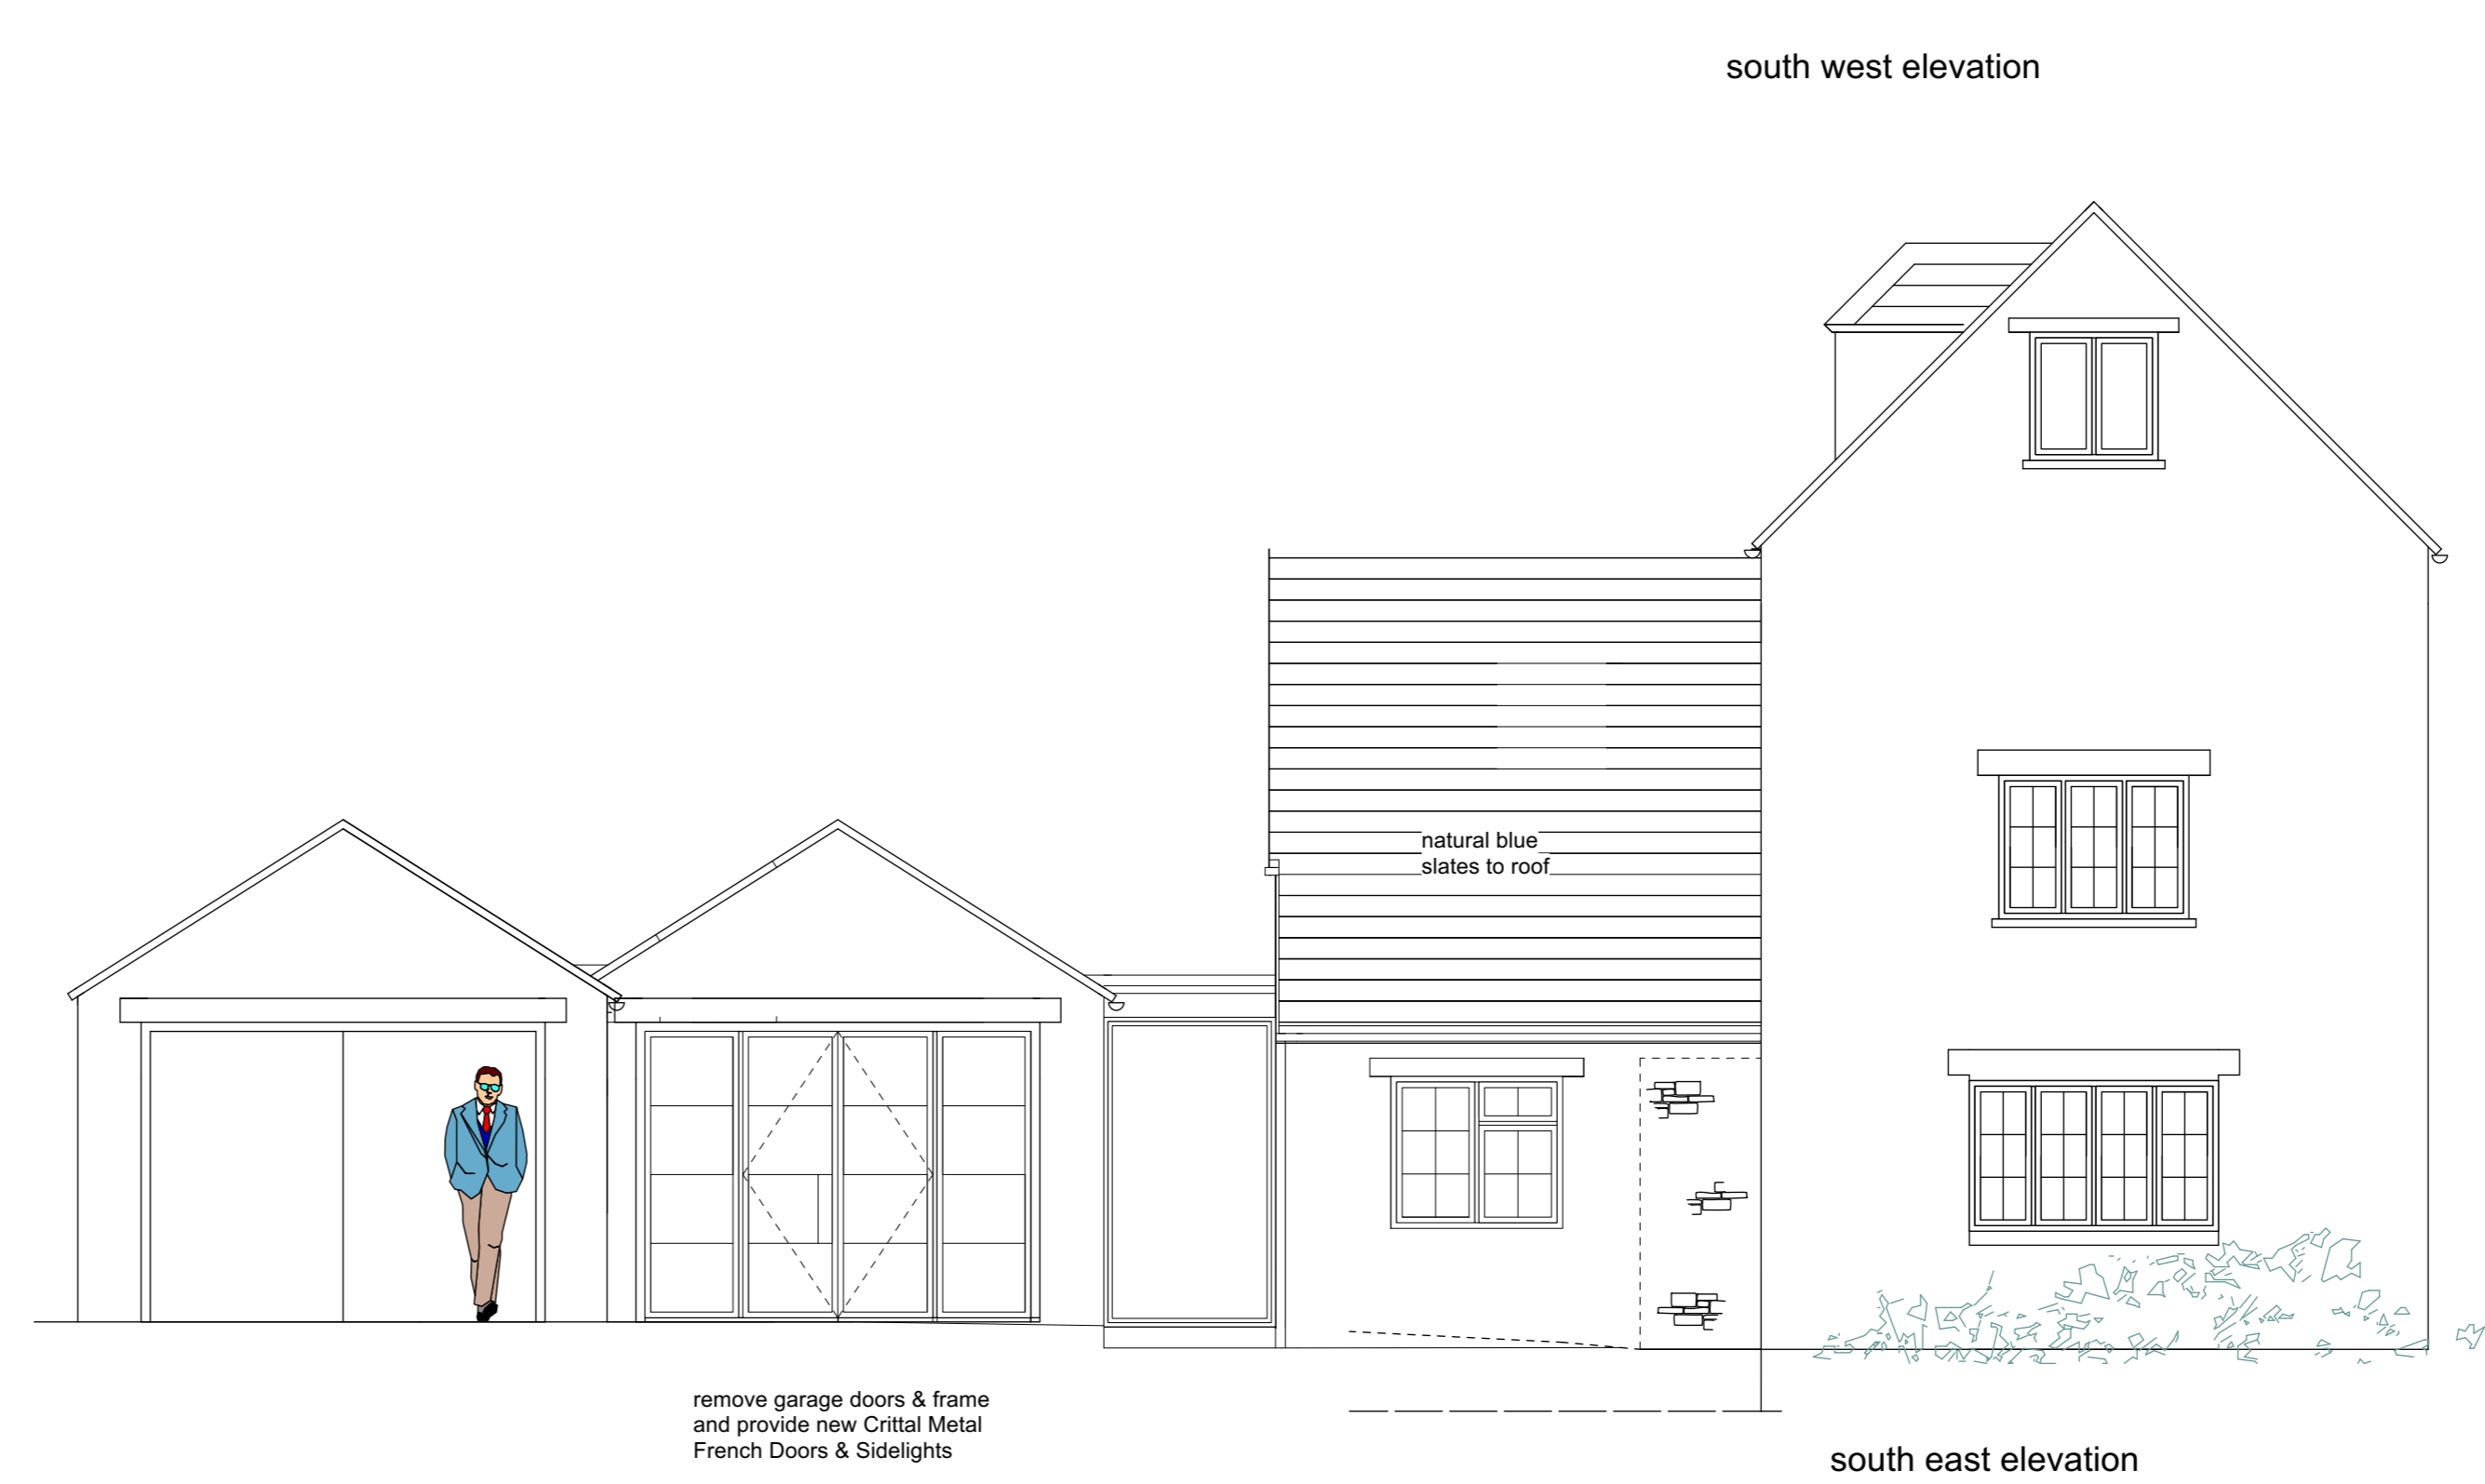 south west elevation
natural blue
slates to roof
remove garage doors & frame
and provide new Crittal Metal
French Doors & Sidelights
south east elevation